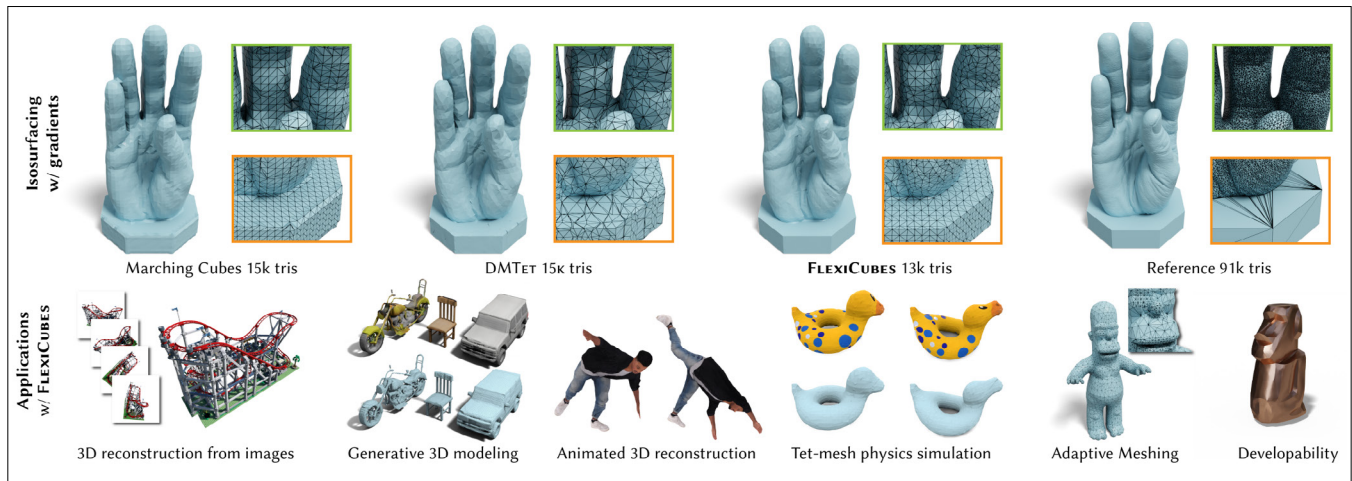 Isosurfacing
w/ gradients
Marching Cubes 15k tris
DMTET 15K tris
FLEXICUBES 13k tris
Reference 91k tris
Applications
w/ FLEXICUBES
3D reconstruction from images
Generative 3D modeling
Animated 3D reconstruction
Tet-mesh physics simulation
Adaptive Meshing
Developability